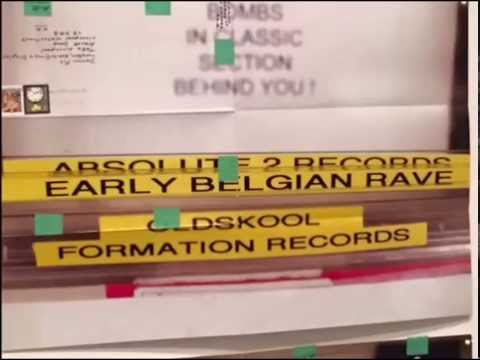 BOMBS
IN CLASSIC
SECTION
BEHIND YOU!
ABSOLUTE 2 RECORDS
EARLY BELGIAN RAVE
OLDSKOOL
FORMATION RECORDS